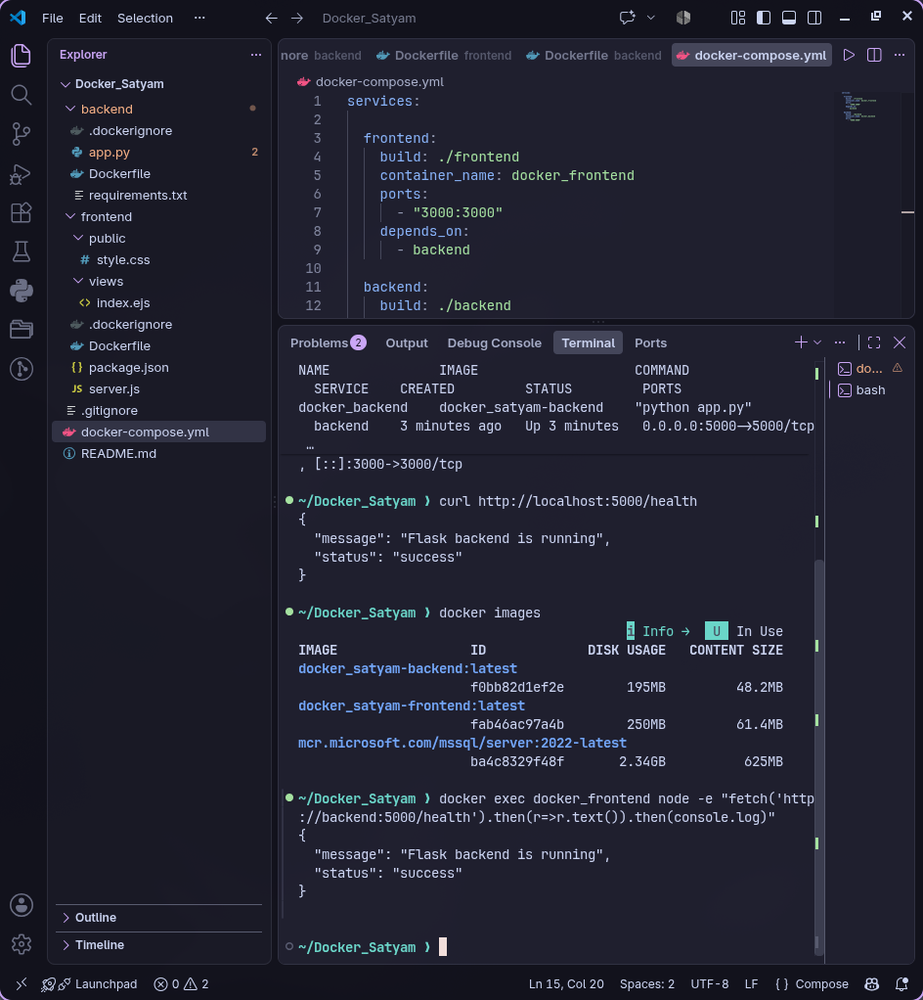 File Edit Selection ··· Docker_Satyam
Explorer ···
Docker_Satyam
backend
.dockerignore
app.py 2
Dockerfile
requirements.txt
frontend
public
style.css
views
index.ejs
.dockerignore
Dockerfile
package.json
server.js
.gitignore
docker-compose.yml
README.md
Outline
Timeline
nore backend Dockerfile frontend Dockerfile backend docker-compose.yml ···
docker-compose.yml
1 services:
2
3 frontend:
4 build: ./frontend
5 container_name: docker_frontend
6 ports:
7 - "3000:3000"
8 depends_on:
9 - backend
10
11 backend:
12 build: ./backend
Problems 2 Output Debug Console Terminal Ports ···
NAME IMAGE COMMAND
SERVICE CREATED STATUS PORTS
docker_backend docker_satyam-backend "python app.py"
backend 3 minutes ago Up 3 minutes 0.0.0.0:5000->5000/tcp
…
, [::]:3000->3000/tcp
~/Docker_Satyam ❯ curl http://localhost:5000/health
{
"message": "Flask backend is running",
"status": "success"
}
~/Docker_Satyam ❯ docker images
i Info → U In Use
IMAGE ID DISK USAGE CONTENT SIZE
docker_satyam-backend:latest
f0bb82d1ef2e 195MB 48.2MB
docker_satyam-frontend:latest
fab46ac97a4b 250MB 61.4MB
mcr.microsoft.com/mssql/server:2022-latest
ba4c8329f48f 2.34GB 625MB
~/Docker_Satyam ❯ docker exec docker_frontend node -e "fetch('http
://backend:5000/health').then(r=>r.text()).then(console.log)"
{
"message": "Flask backend is running",
"status": "success"
}
~/Docker_Satyam ❯
do...
bash
Launchpad 0 2 Ln 15, Col 20 Spaces: 2 UTF-8 LF { } Compose